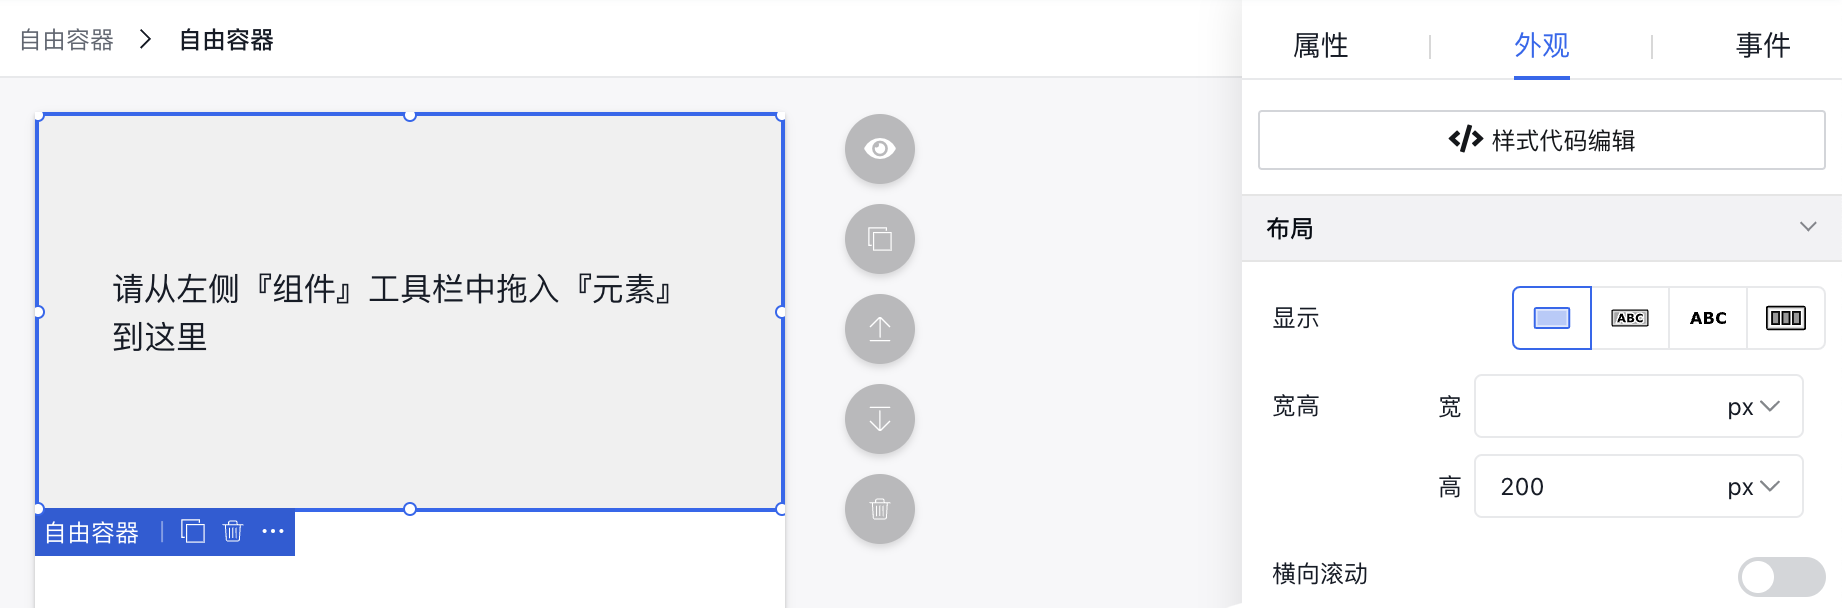 自由容器 > 自由容器
属性 | 外观 | 事件
</> 样式代码编辑
布局
显示 ABC ABC
宽高 宽 px
高 200 px
横向滚动
请从左侧『组件』工具栏中拖入『元素』
到这里
自由容器